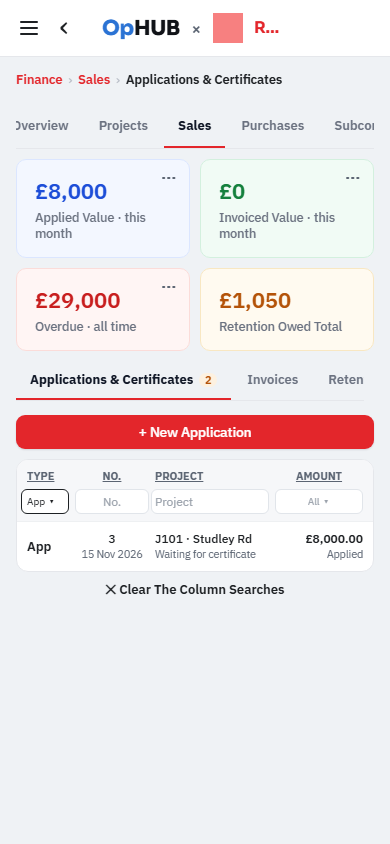 OpHUB × R...
Finance › Sales › Applications & Certificates
Overview Projects Sales Purchases Subcon
£8,000
Applied Value · this
month
£0
Invoiced Value · this
month
£29,000
Overdue · all time
£1,050
Retention Owed Total
Applications & Certificates 2 Invoices Reten
+ New Application
TYPE NO. PROJECT AMOUNT
App ▾ No. Project All ▾
App 3 J101 · Studley Rd £8,000.00
15 Nov 2026 Waiting for certificate Applied
✕ Clear The Column Searches